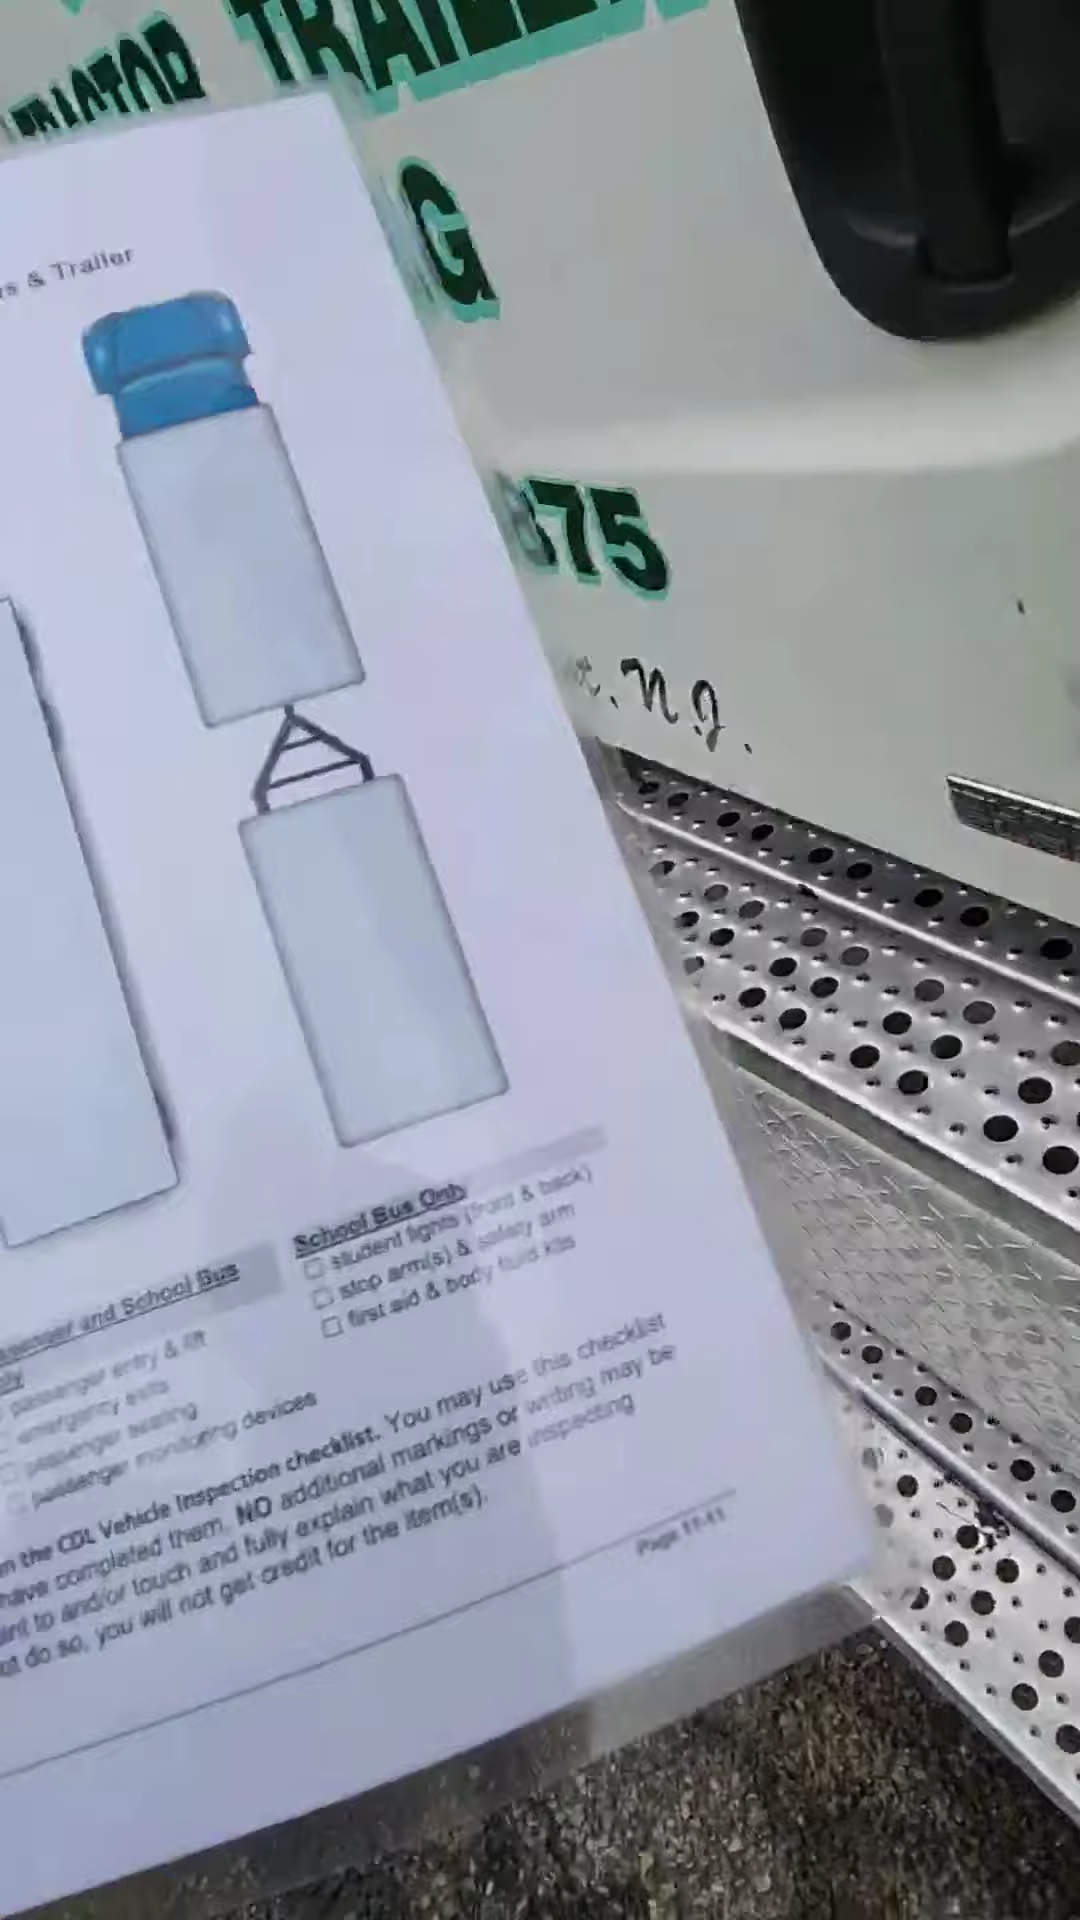 TRACTOR TRAILER
G
375
N.J.
& Trailer
School Bus Only
student lights (front & back)
stop arm(s) & safety arm
first aid & body fluid kits
and School Bus
passenger entry & lift
emergency exits
passenger seating
passenger monitoring devices
the CDL Vehicle Inspection checklist. You may use this checklist
have completed them. NO additional markings or writing may be
to and/or touch and fully explain what you are inspecting
do so, you will not get credit for the item(s).
Page 11-11